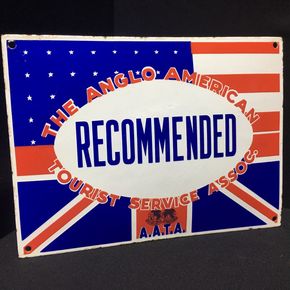 THE ANGLO AMERICAN
RECOMMENDED
TOURIST SERVICE ASSOC.
A.A.T.A.